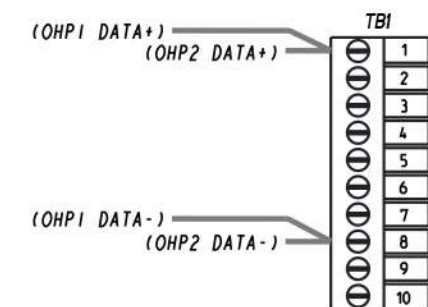 TB1
(OHP1 DATA+)
(OHP2 DATA+)
1
2
3
4
5
6
(OHP1 DATA-)
7
(OHP2 DATA-)
8
9
10